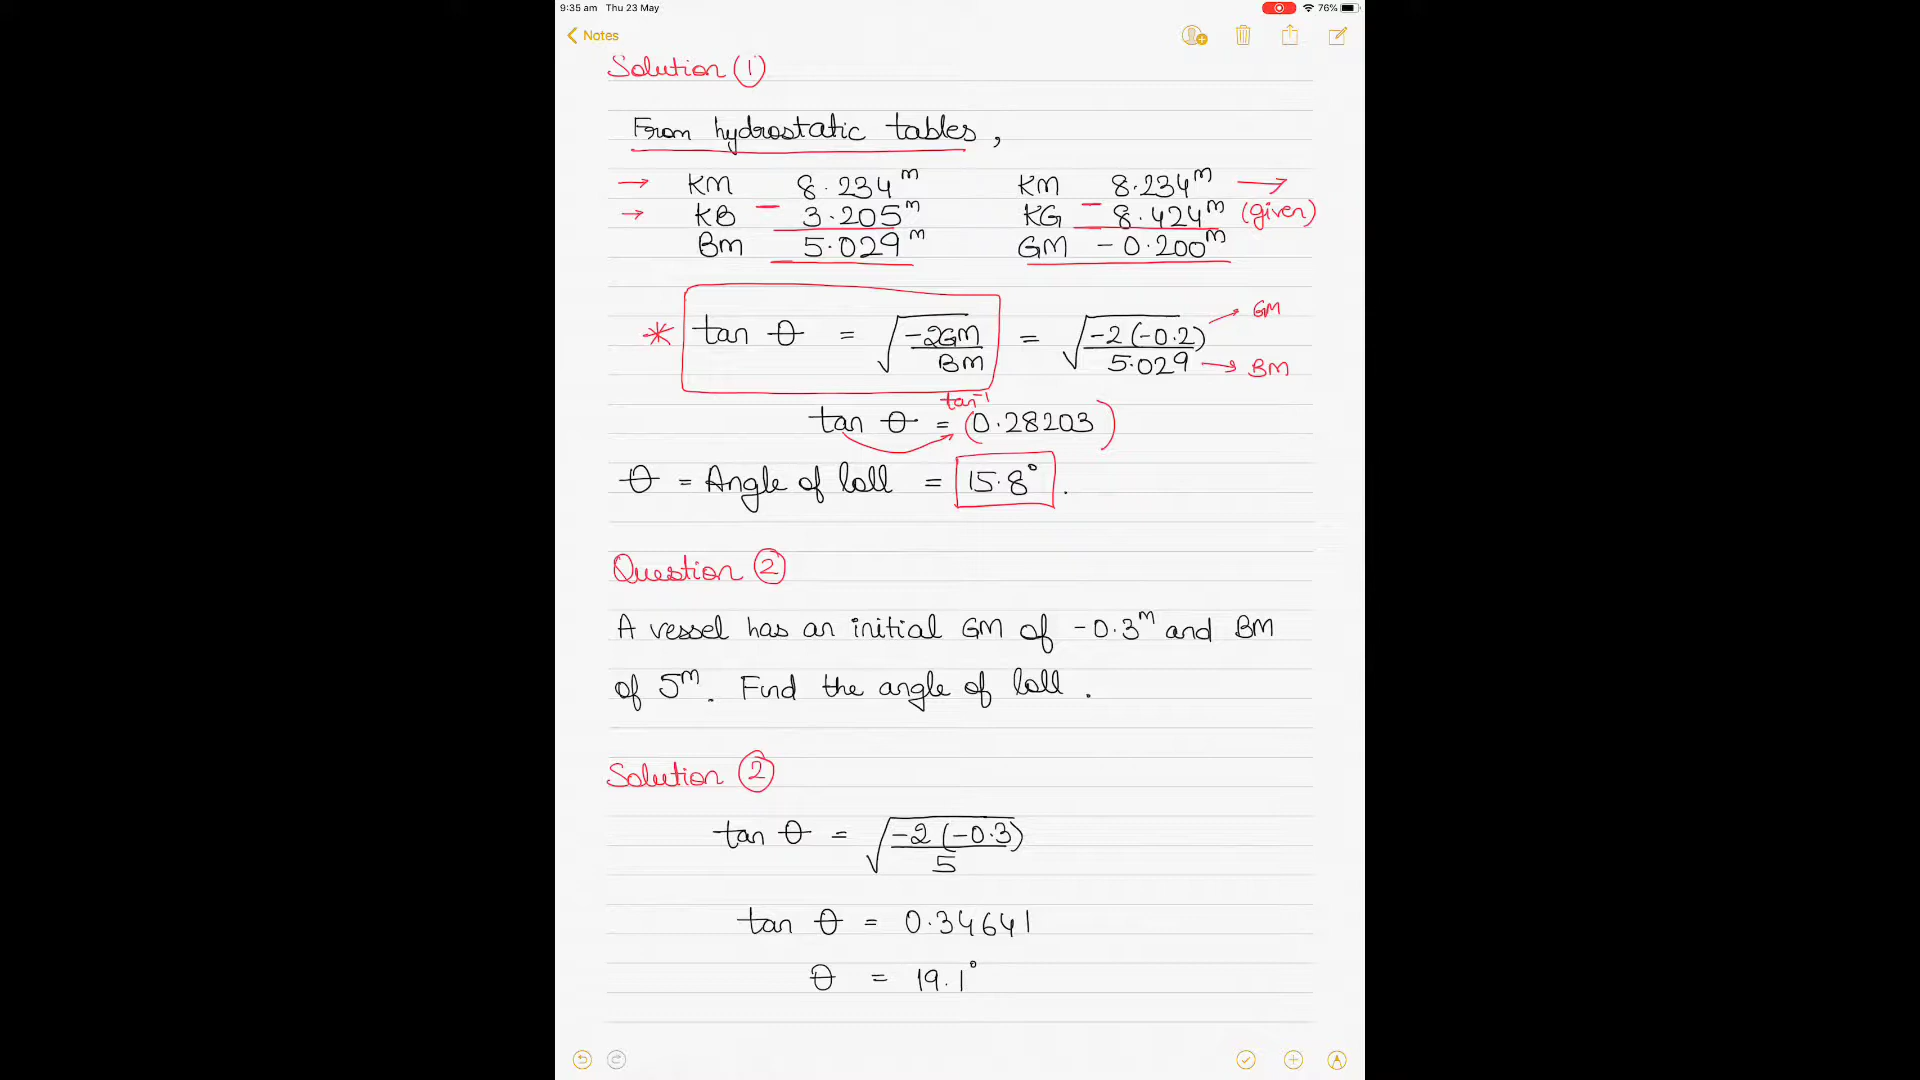 9:35 am Thu 23 May 76%
Notes
Solution (1)
From hydrostatic tables,
→ KM 8.234m KM 8.234m →
→ KB - 3.205m KG - 8.424m (given)
BM 5.029m GM -0.200m
* tan θ = √(-2GM/BM) = √(-2(-0.2)/5.029) → GM → BM
tan θ = tan⁻¹(0.28203)
θ = Angle of loll = 15.8°.
Question ②
A vessel has an initial GM of -0.3m and BM
of 5m. Find the angle of loll.
Solution ②
tan θ = √(-2(-0.3)/5)
tan θ = 0.34641
θ = 19.1°